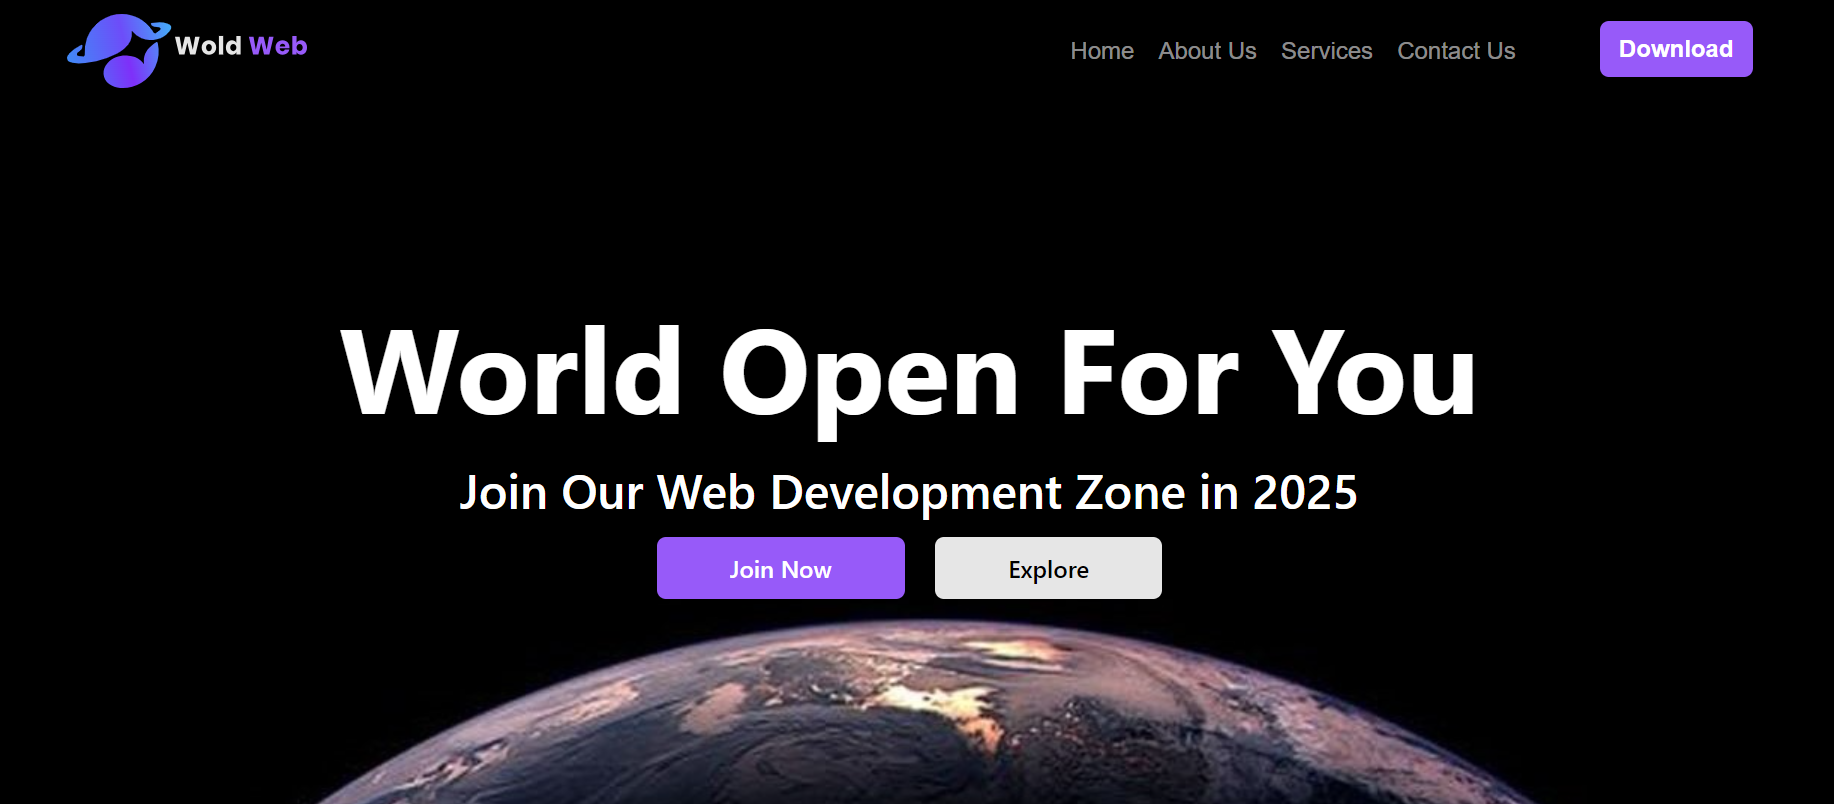 Wold Web
Home About Us Services Contact Us
Download
World Open For You
Join Our Web Development Zone in 2025
Join Now
Explore